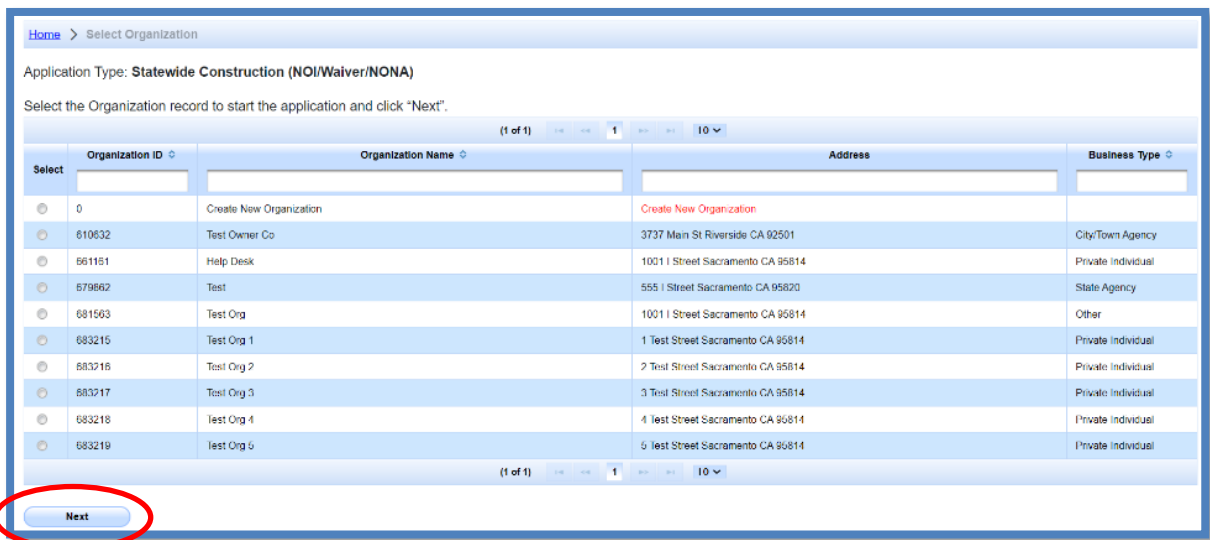 Home > Select Organization
Application Type: Statewide Construction (NOI/Waiver/NONA)
Select the Organization record to start the application and click “Next”.
(1 of 1) 1 10
Select Organization ID Organization Name Address Business Type
0 Create New Organization Create New Organization
610632 Test Owner Co 3737 Main St Riverside CA 92501 City/Town Agency
661161 Help Desk 1001 I Street Sacramento CA 95814 Private Individual
679862 Test 555 I Street Sacramento CA 95820 State Agency
681563 Test Org 1001 I Street Sacramento CA 95814 Other
683215 Test Org 1 1 Test Street Sacramento CA 95814 Private Individual
683216 Test Org 2 2 Test Street Sacramento CA 95814 Private Individual
683217 Test Org 3 3 Test Street Sacramento CA 95814 Private Individual
683218 Test Org 4 4 Test Street Sacramento CA 95814 Private Individual
683219 Test Org 5 5 Test Street Sacramento CA 95814 Private Individual
(1 of 1) 1 10
Next